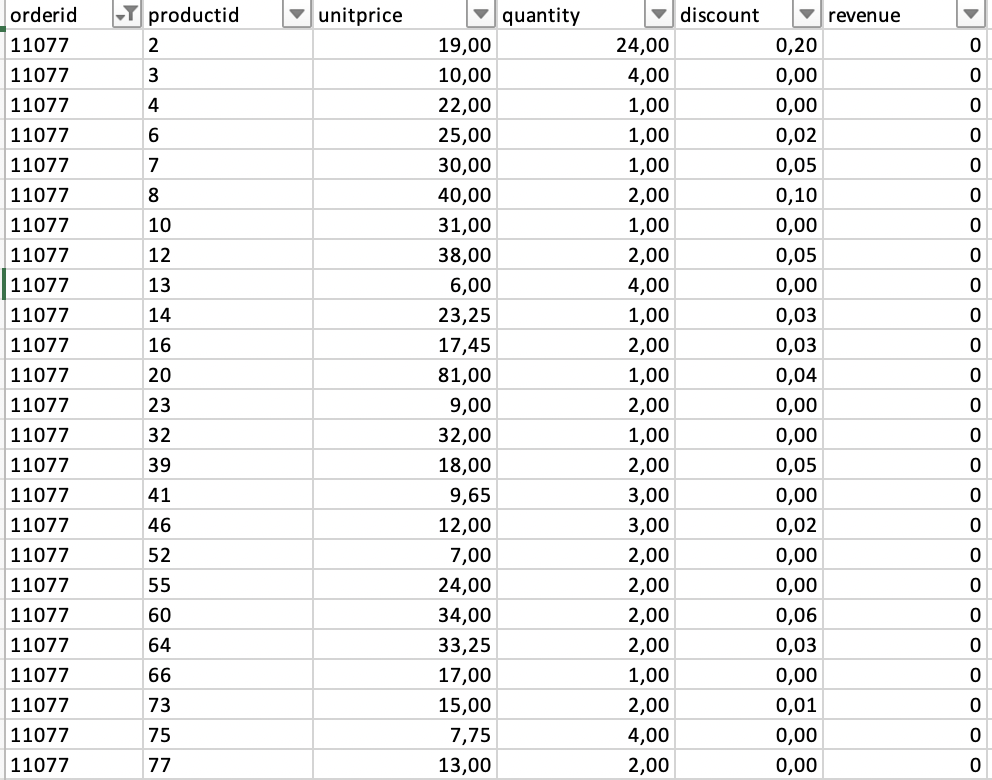 orderid productid unitprice quantity discount revenue
11077 2 19,00 24,00 0,20 0
11077 3 10,00 4,00 0,00 0
11077 4 22,00 1,00 0,00 0
11077 6 25,00 1,00 0,02 0
11077 7 30,00 1,00 0,05 0
11077 8 40,00 2,00 0,10 0
11077 10 31,00 1,00 0,00 0
11077 12 38,00 2,00 0,05 0
11077 13 6,00 4,00 0,00 0
11077 14 23,25 1,00 0,03 0
11077 16 17,45 2,00 0,03 0
11077 20 81,00 1,00 0,04 0
11077 23 9,00 2,00 0,00 0
11077 32 32,00 1,00 0,00 0
11077 39 18,00 2,00 0,05 0
11077 41 9,65 3,00 0,00 0
11077 46 12,00 3,00 0,02 0
11077 52 7,00 2,00 0,00 0
11077 55 24,00 2,00 0,00 0
11077 60 34,00 2,00 0,06 0
11077 64 33,25 2,00 0,03 0
11077 66 17,00 1,00 0,00 0
11077 73 15,00 2,00 0,01 0
11077 75 7,75 4,00 0,00 0
11077 77 13,00 2,00 0,00 0